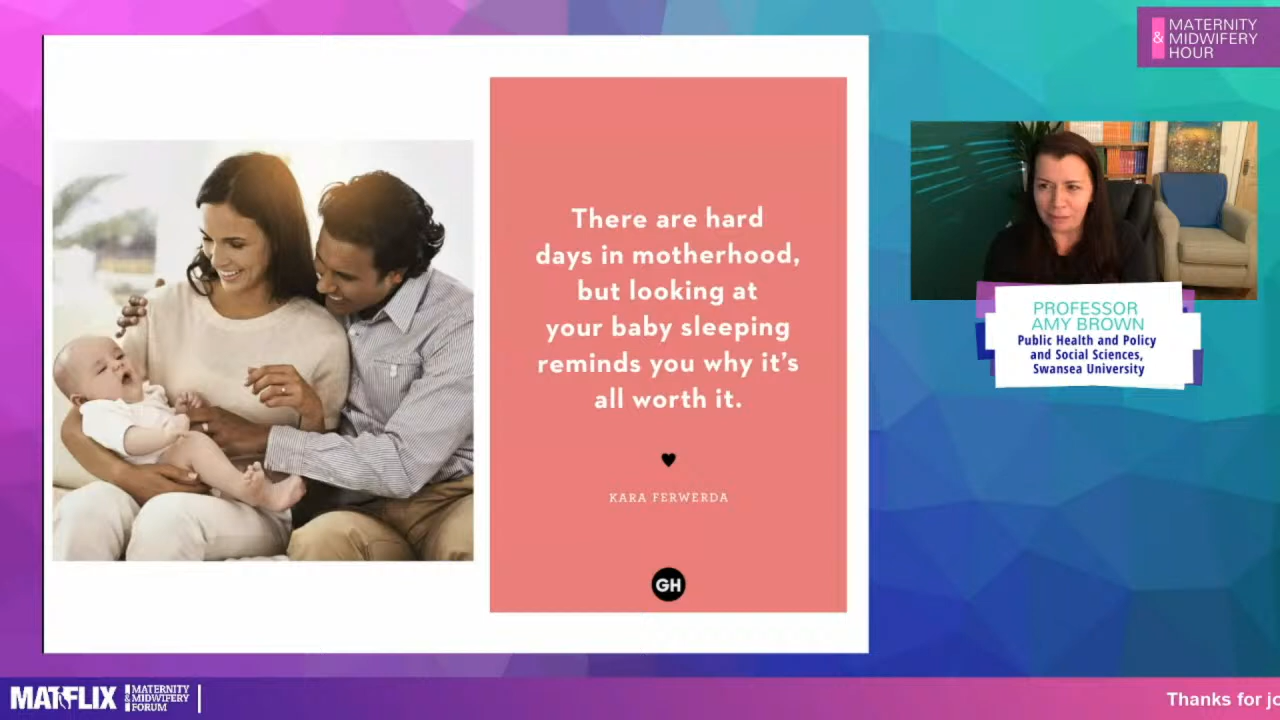 MATERNITY
& MIDWIFERY
HOUR
There are hard
days in motherhood,
but looking at
your baby sleeping
reminds you why it's
all worth it.
KARA FERWERDA
GH
PROFESSOR
AMY BROWN
Public Health and Policy
and Social Sciences,
Swansea University
MATFLIX
MATERNITY
& MIDWIFERY
FORUM
Thanks for jo